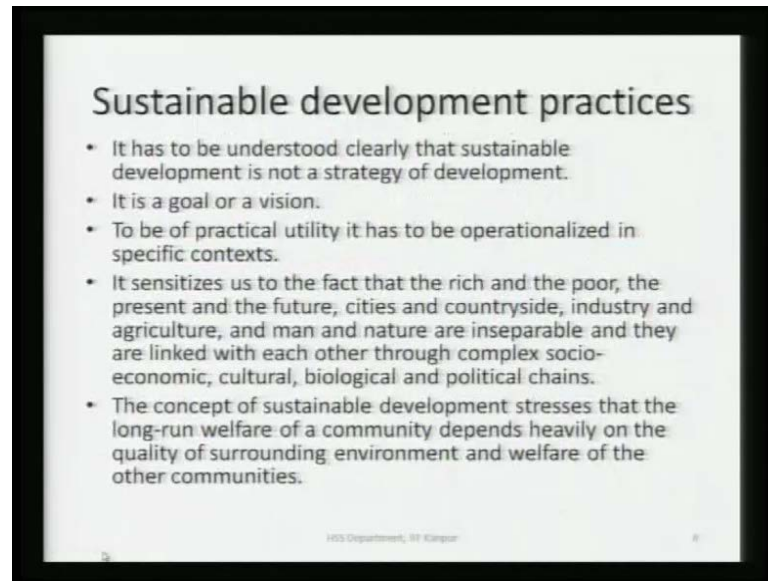 Sustainable development practices
• It has to be understood clearly that sustainable
development is not a strategy of development.
• It is a goal or a vision.
• To be of practical utility it has to be operationalized in
specific contexts.
• It sensitizes us to the fact that the rich and the poor, the
present and the future, cities and countryside, industry and
agriculture, and man and nature are inseparable and they
are linked with each other through complex socio-
economic, cultural, biological and political chains.
• The concept of sustainable development stresses that the
long-run welfare of a community depends heavily on the
quality of surrounding environment and welfare of the
other communities.
HSS Department, IIT Kanpur